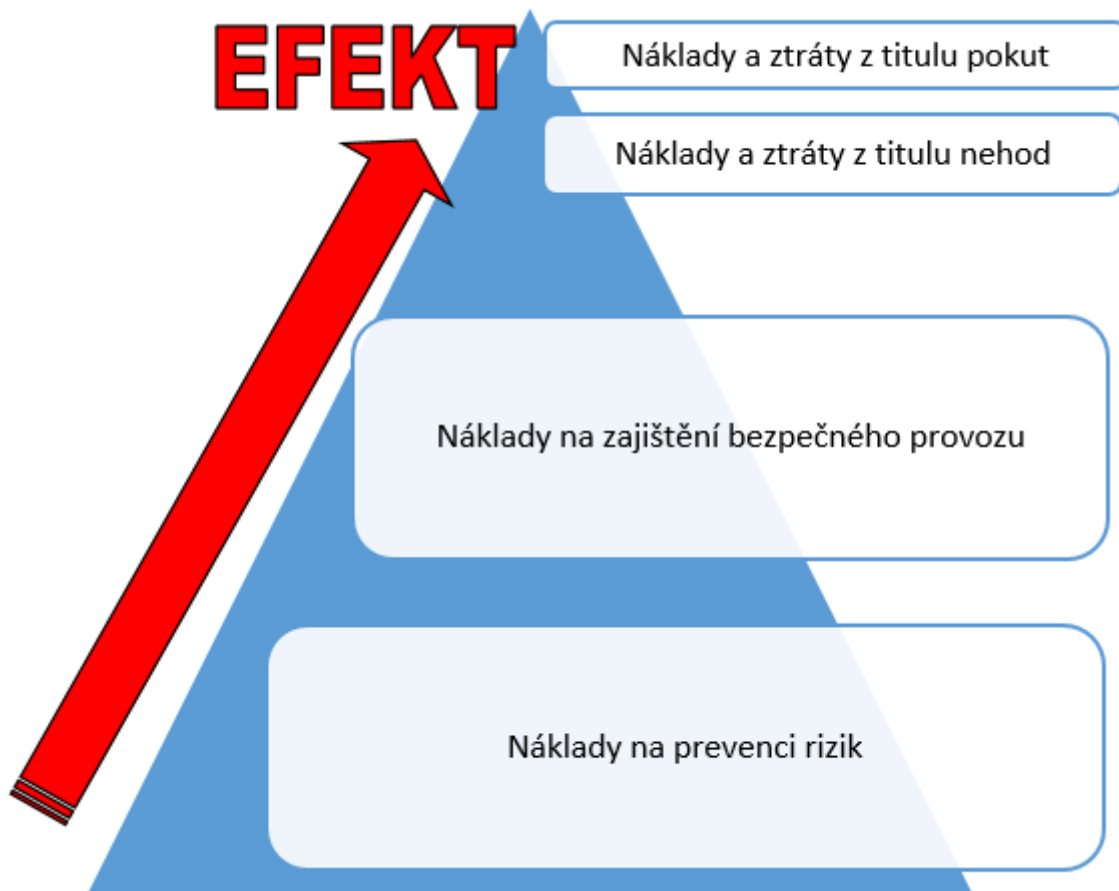 EFEKT
Náklady a ztráty z titulu pokut
Náklady a ztráty z titulu nehod
Náklady na zajištění bezpečného provozu
Náklady na prevenci rizik